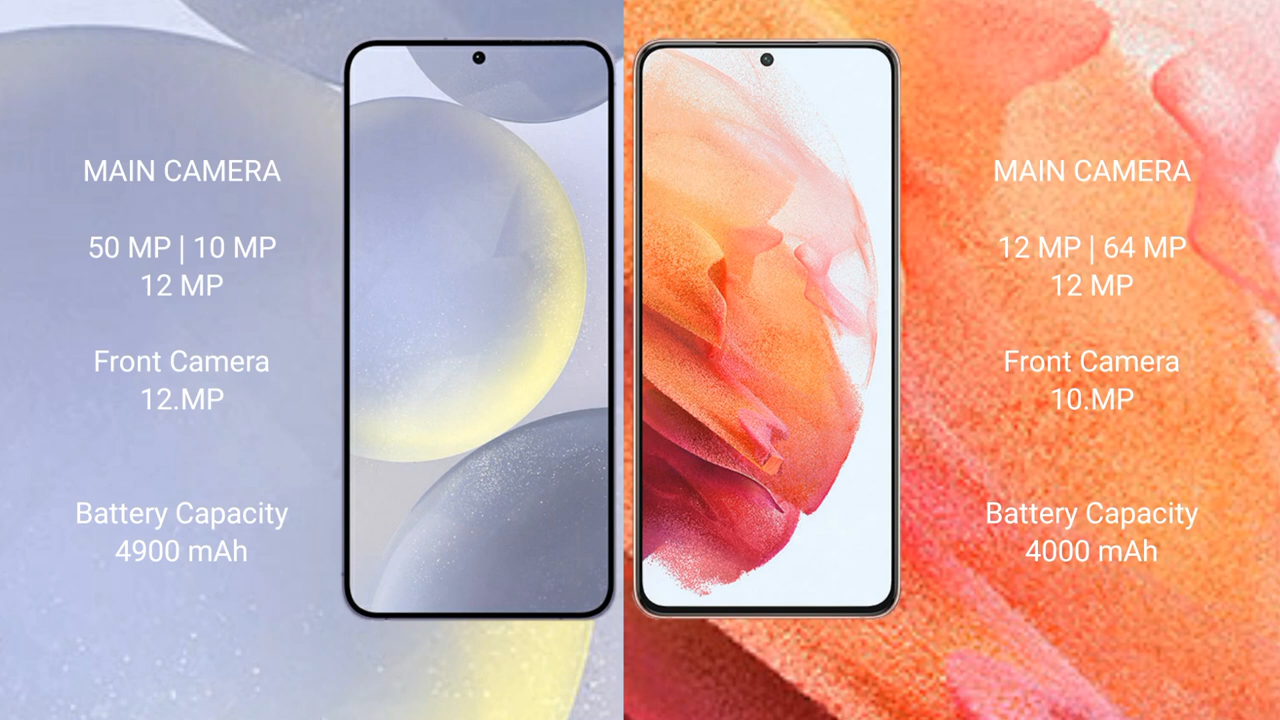 MAIN CAMERA
50 MP | 10 MP
12 MP
Front Camera
12.MP
Battery Capacity
4900 mAh
MAIN CAMERA
12 MP | 64 MP
12 MP
Front Camera
10.MP
Battery Capacity
4000 mAh